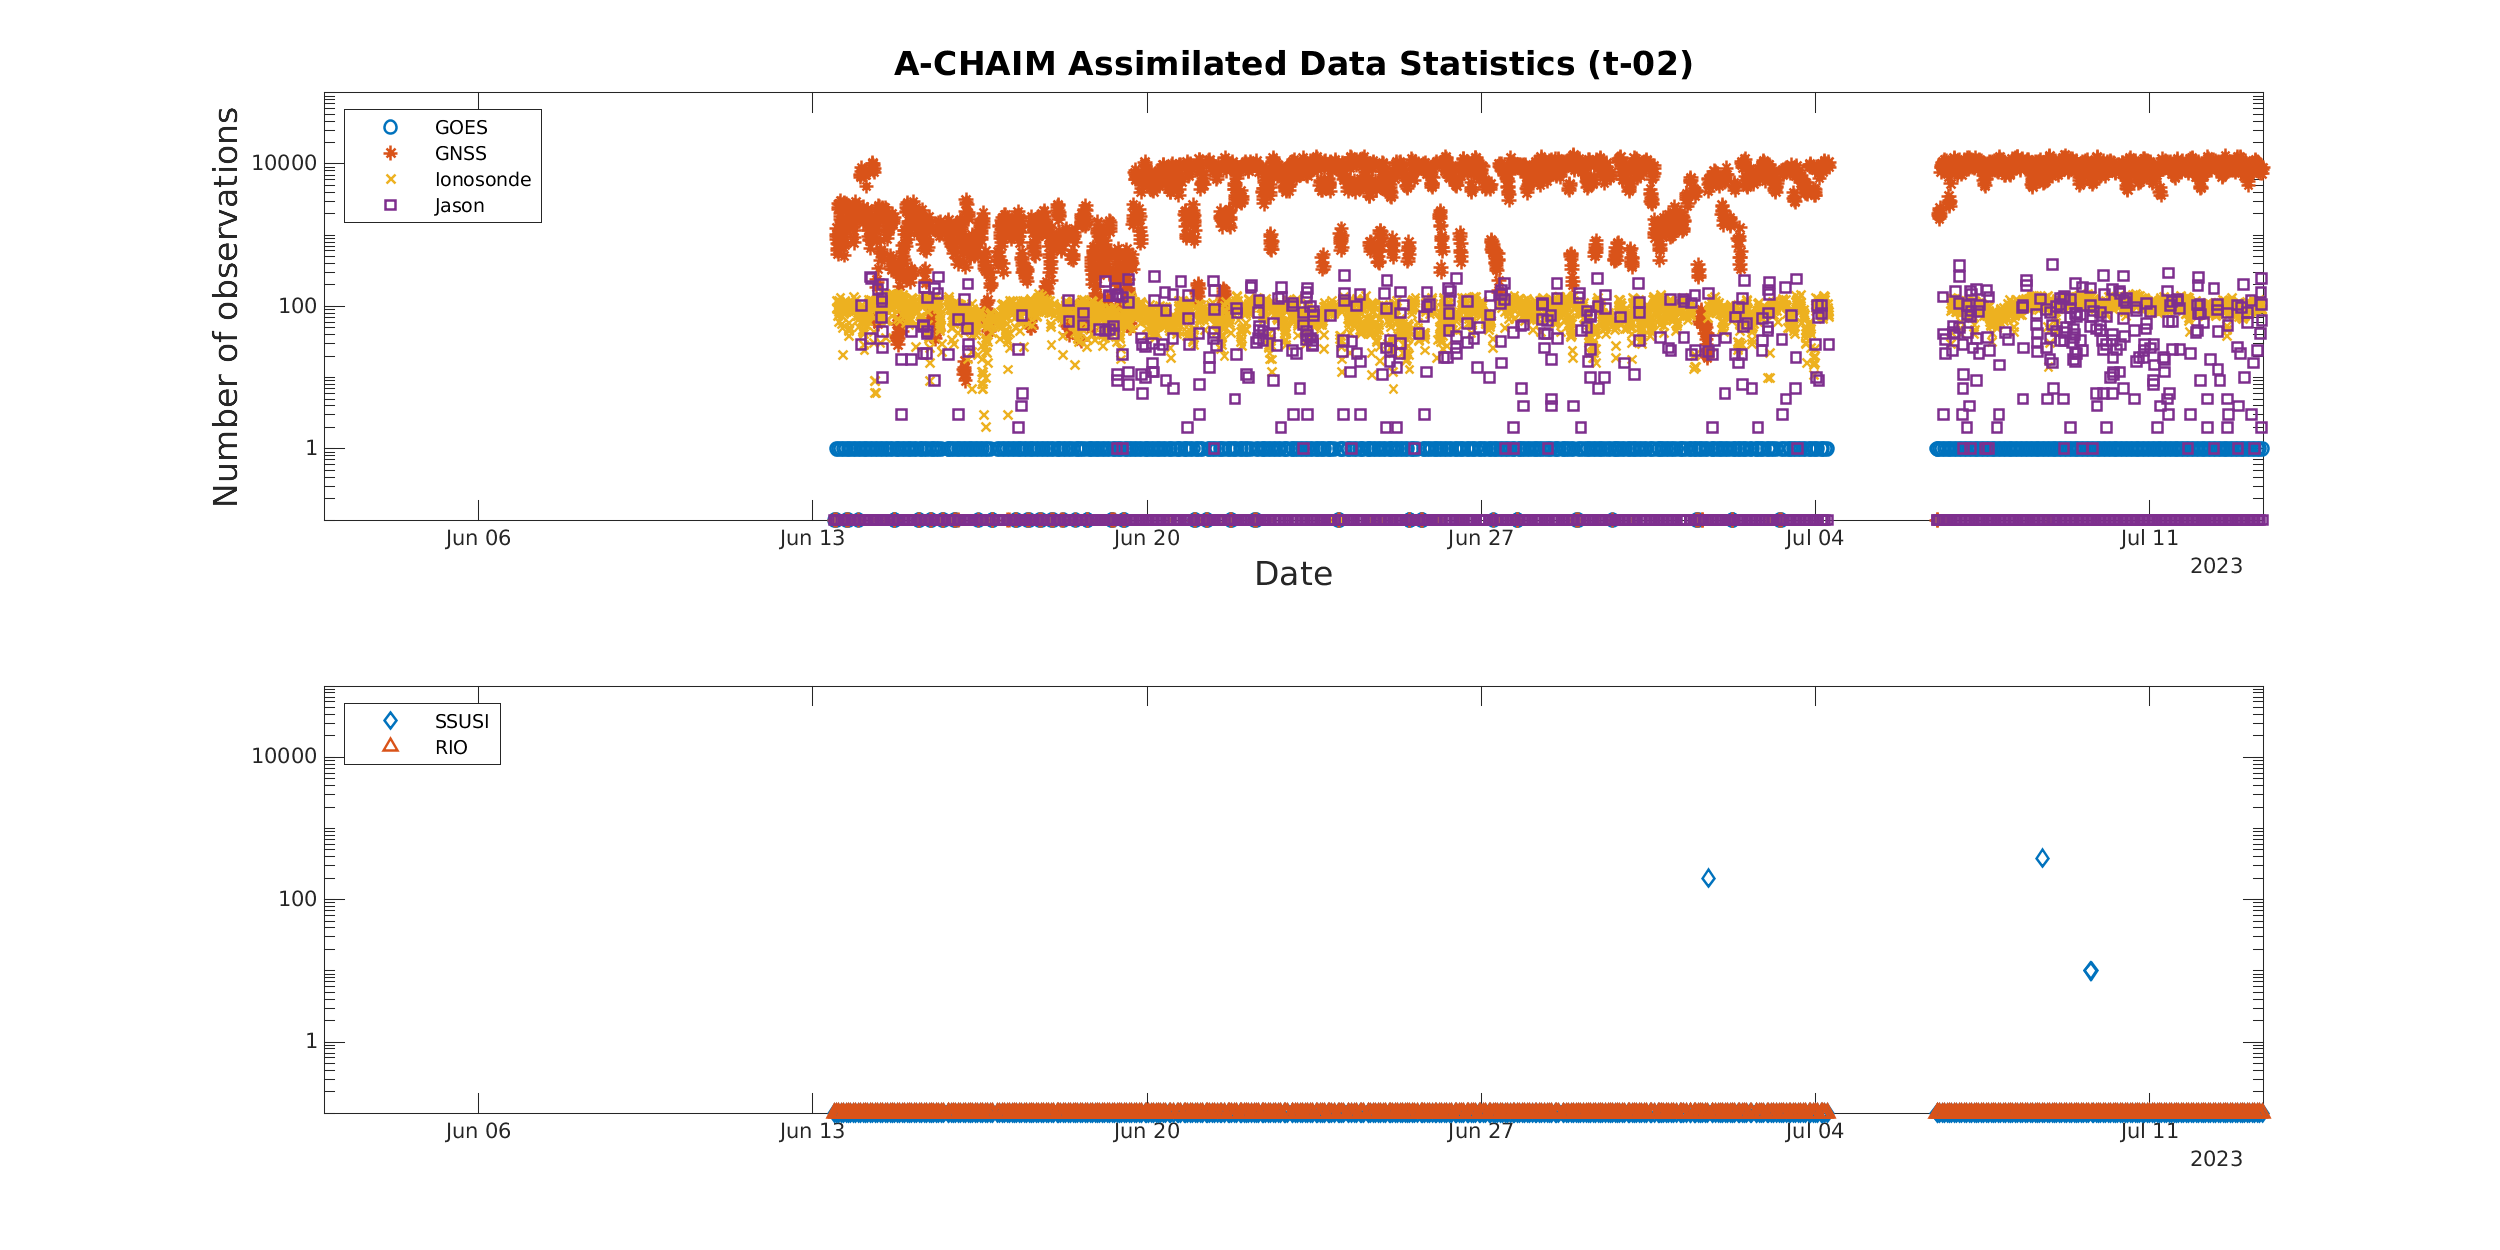 A-CHAIM Assimilated Data Statistics (t-02)
Number of observations
10000
100
1
GOES
GNSS
Ionosonde
Jason
Jun 06
Jun 13
Jun 20
Jun 27
Jul 04
Jul 11
2023
Date
10000
100
1
SSUSI
RIO
Jun 06
Jun 13
Jun 20
Jun 27
Jul 04
Jul 11
2023